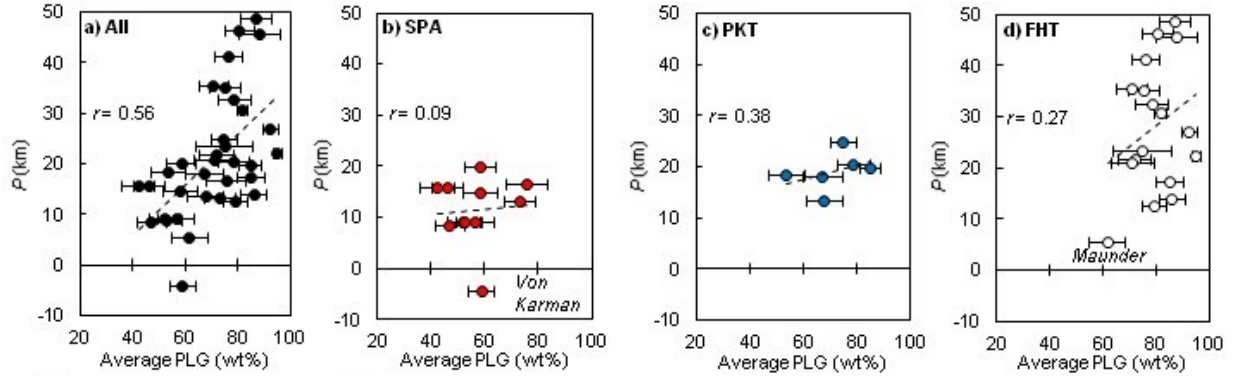 a) All
r = 0.56
50
40
30
20
10
0
-10
P(km)
20 40 60 80 100
Average PLG (wt%)
b) SPA
r = 0.09
50
40
30
20
10
0
-10
P(km)
Von
Karman
20 40 60 80 100
Average PLG (wt%)
c) PKT
r = 0.38
50
40
30
20
10
0
-10
P(km)
20 40 60 80 100
Average PLG (wt%)
d) FHT
r = 0.27
50
40
30
20
10
0
-10
P(km)
Maunder
20 40 60 80 100
Average PLG (wt%)